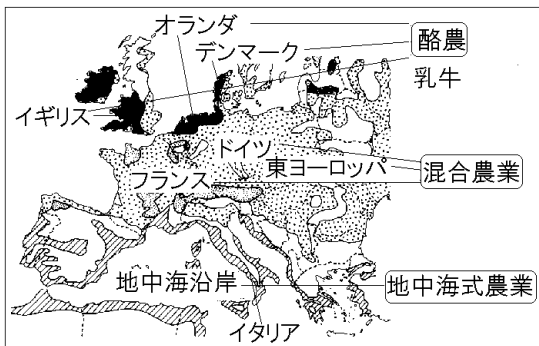 オランダ
デンマーク
酪農
乳牛
イギリス
ドイツ
東ヨーロッパ
フランス
混合農業
地中海沿岸
地中海式農業
イタリア